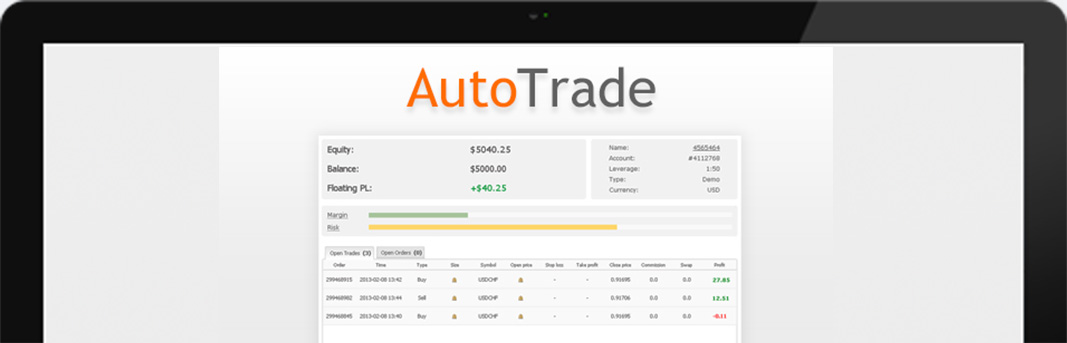 AutoTrade
Equity: $5040.25
Balance: $5000.00
Floating PL: +$40.25
Name: 4565464
Account: #4112768
Leverage: 1:50
Type: Demo
Currency: USD
Margin
Risk
Open Trades (3) Open Orders (0)
Order Time Type Size Symbol Open price Stop loss Take profit Close price Commission Swap Profit
299468915 2013-02-08 13:42 Buy USDCHF - - 0.91695 0.0 0.0 27.85
299468982 2013-02-08 13:44 Sell USDCHF - - 0.91706 0.0 0.0 12.51
299468845 2013-02-08 13:40 Buy USDCHF - - 0.91695 0.0 0.0 -0.11